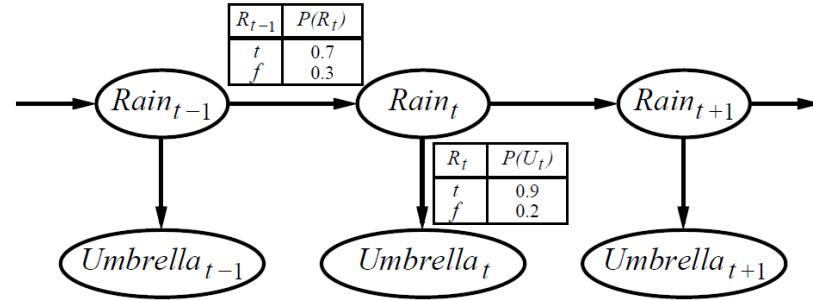 R_{t-1} P(R_t)
t 0.7
f 0.3
Rain_{t-1} Rain_t Rain_{t+1}
R_t P(U_t)
t 0.9
f 0.2
Umbrella_{t-1} Umbrella_t Umbrella_{t+1}